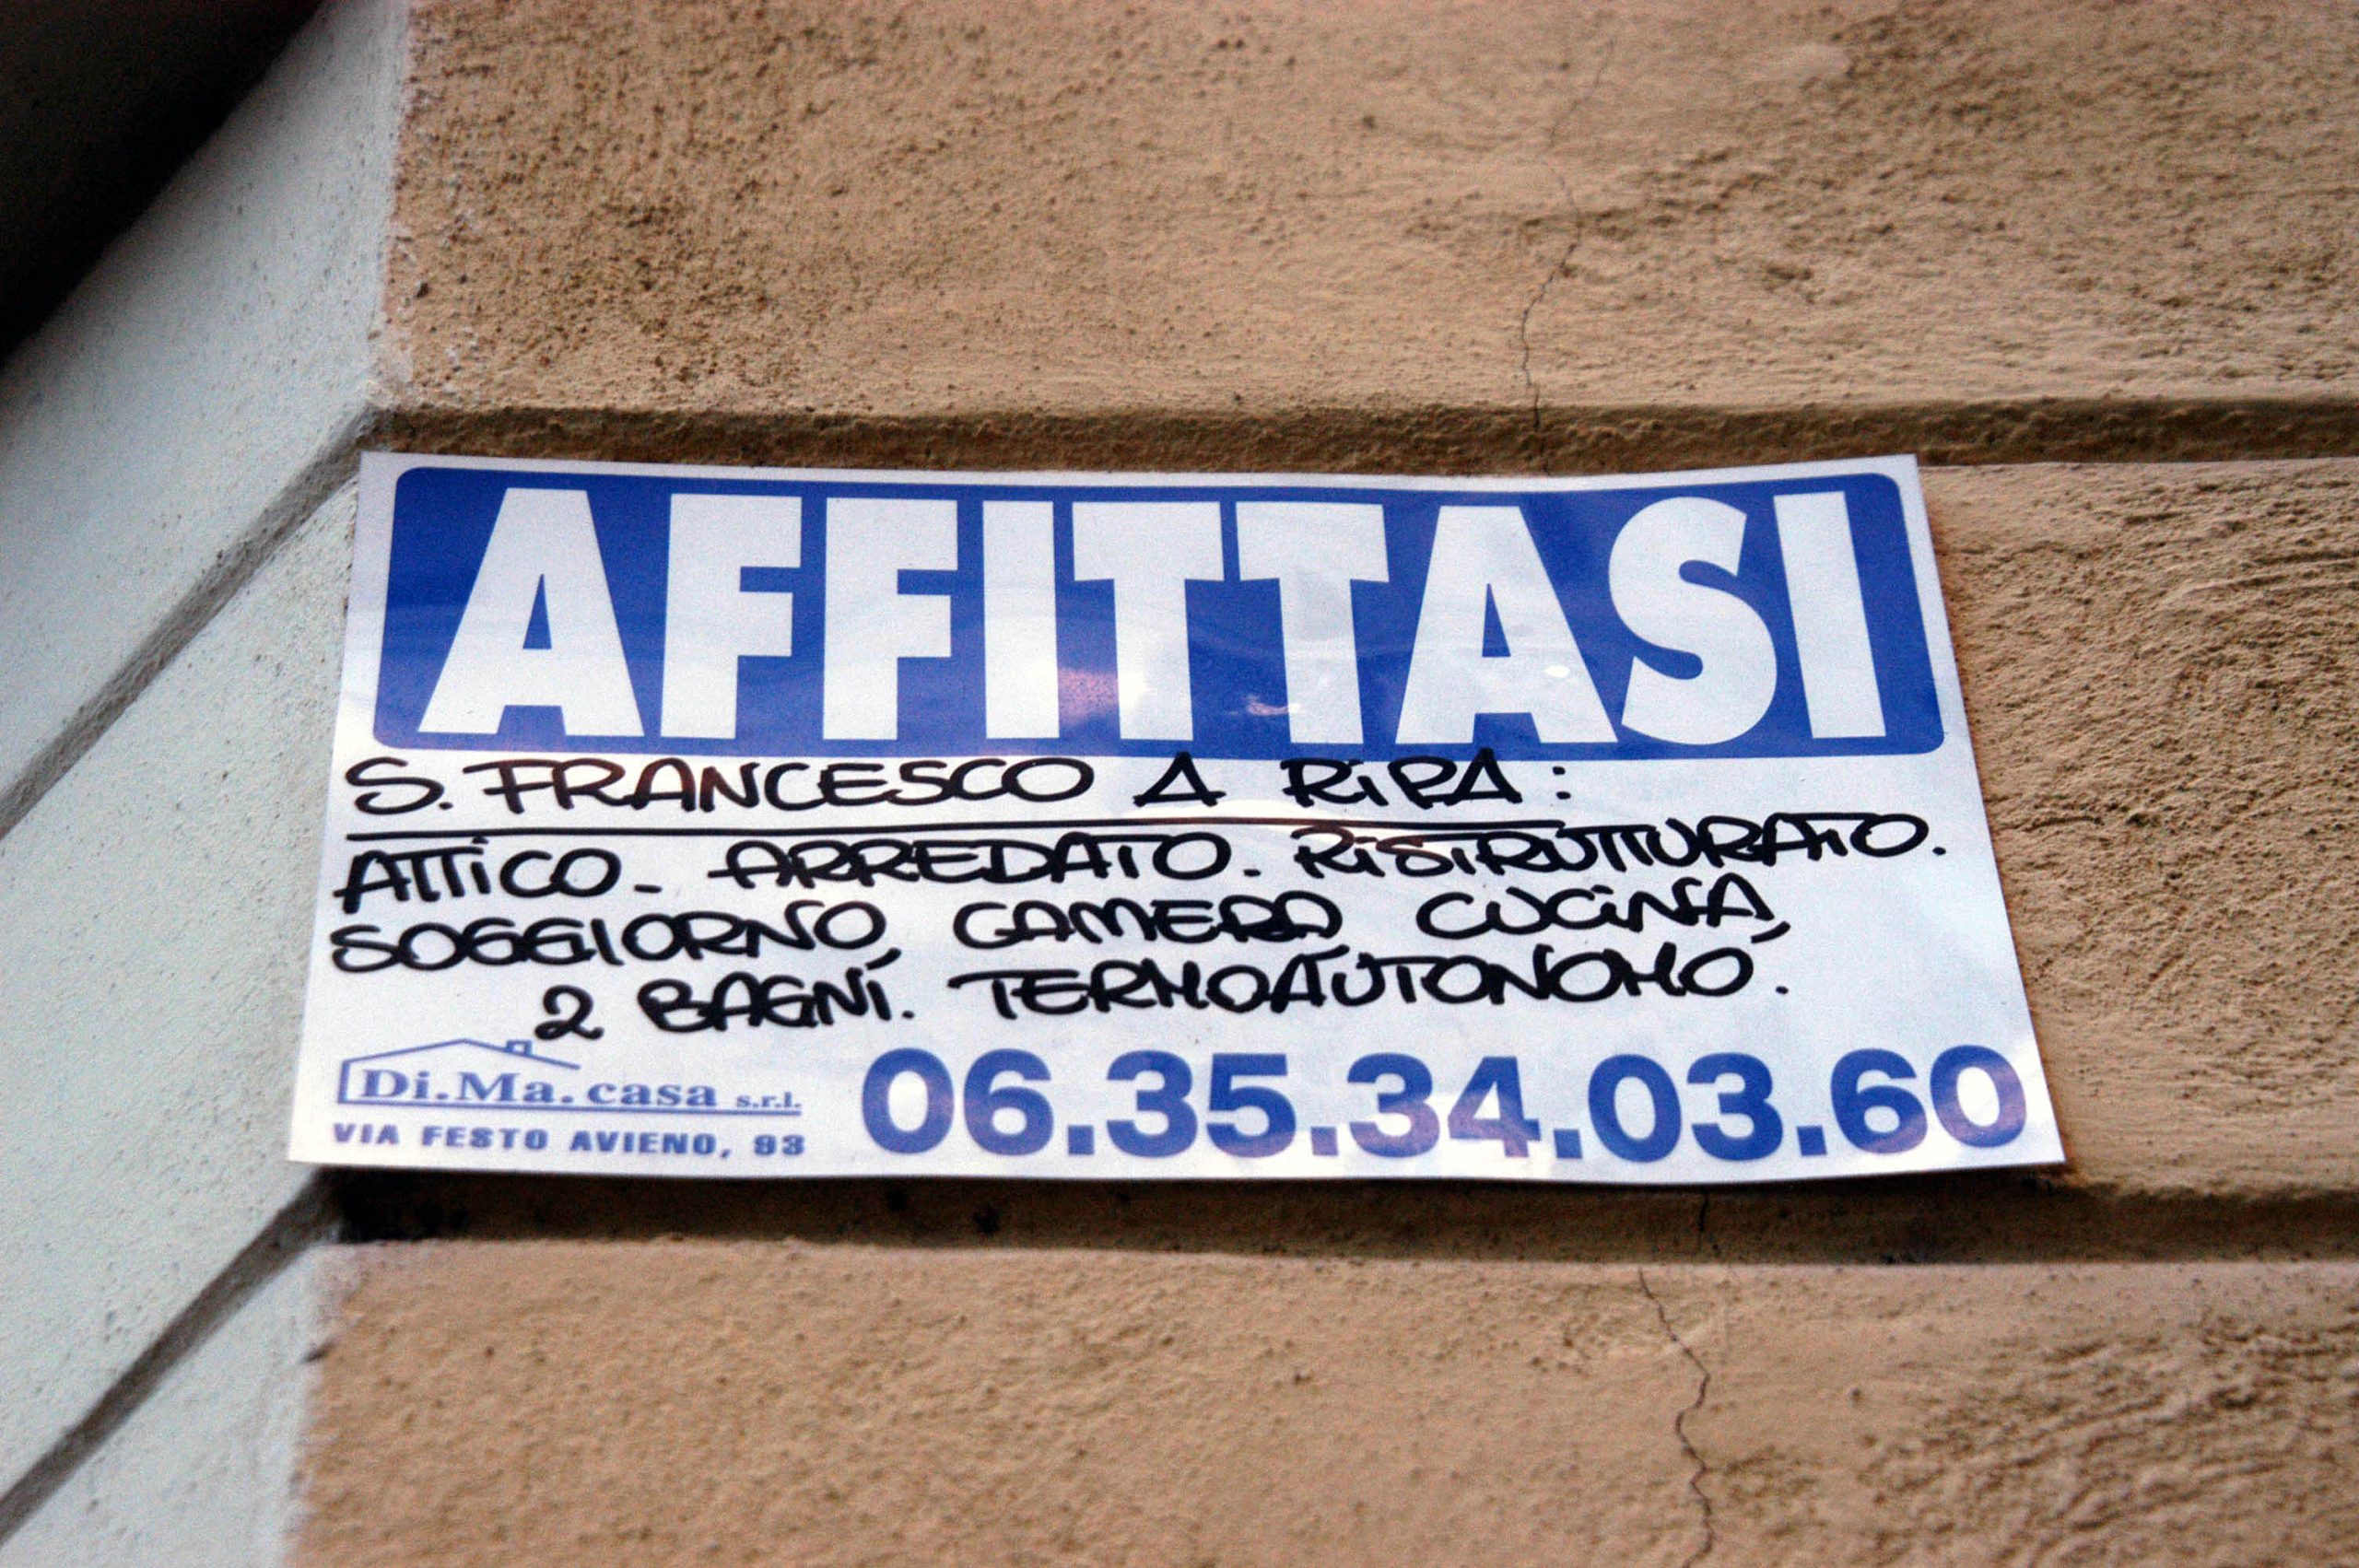 AFFITTASI
S. FRANCESCO A RiPA:
ATTiCO - ARREDATO. RiSTRUTTURATO.
SOGGIORNO, CAMERA, CUCiNA,
2 BAGNi. TERMOAUTONOMO.
Di.Ma.casa s.r.l.
VIA FESTO AVIENO, 93
06.35.34.03.60